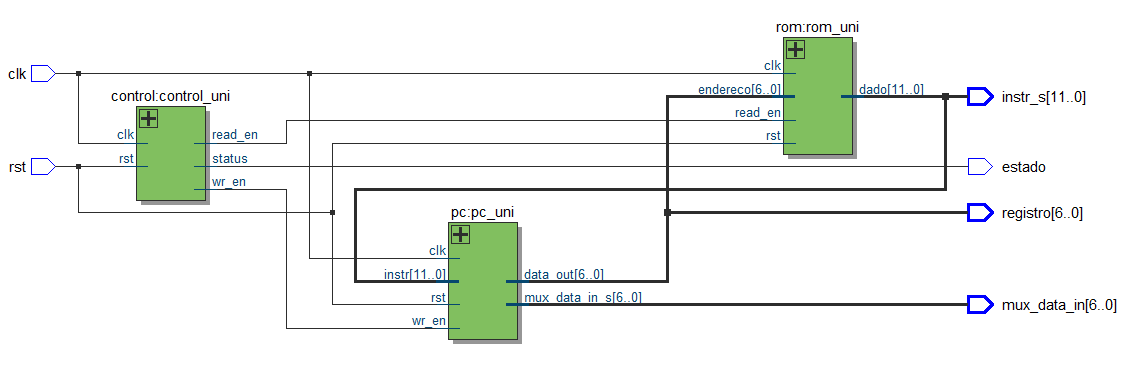 rom:rom_uni
clk
clk
endereco[6..0]
dado[11..0]
instr_s[11..0]
control:control_uni
read_en
clk
read_en
rst
rst
rst
status
estado
wr_en
pc:pc_uni
registro[6..0]
clk
instr[11..0]
data_out[6..0]
rst
mux_data_in_s[6..0]
mux_data_in[6..0]
wr_en